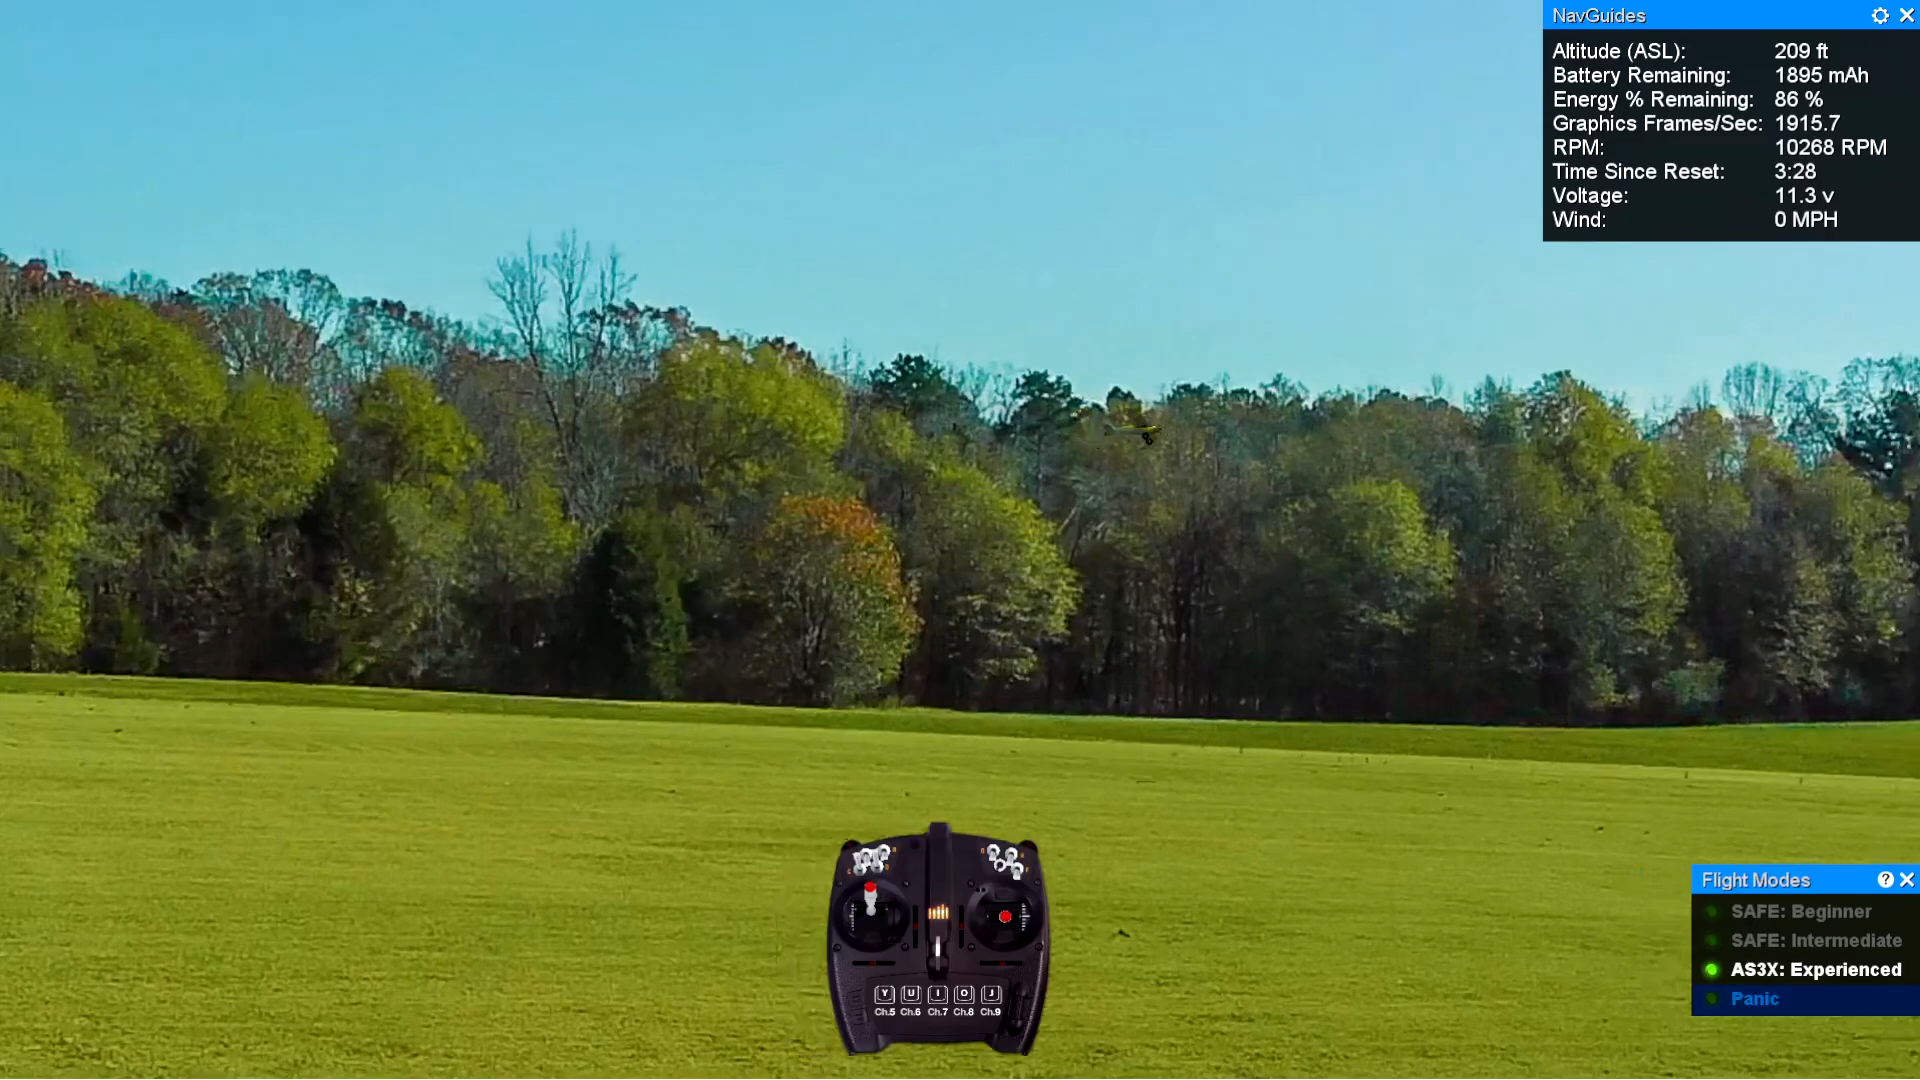 NavGuides
Altitude (ASL): 209 ft
Battery Remaining: 1895 mAh
Energy % Remaining: 86 %
Graphics Frames/Sec: 1915.7
RPM: 10268 RPM
Time Since Reset: 3:28
Voltage: 11.3 v
Wind: 0 MPH
Flight Modes
SAFE: Beginner
SAFE: Intermediate
AS3X: Experienced
Panic
Y U I O J
Ch.5 Ch.6 Ch.7 Ch.8 Ch.9